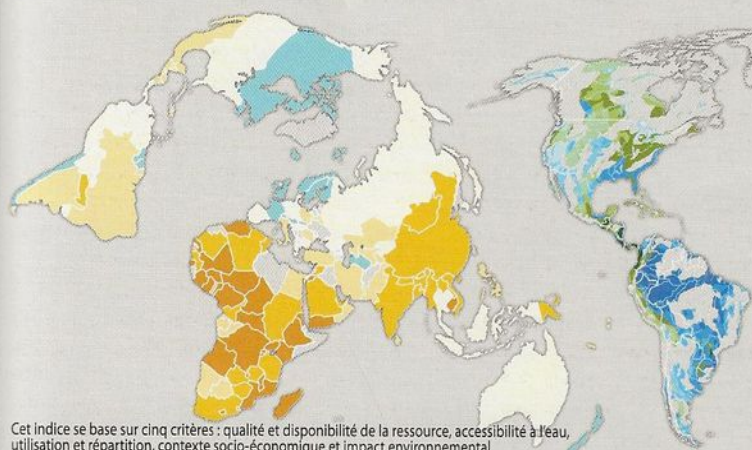 Cet indice se base sur cinq critères : qualité et disponibilité de la ressource, accessibilité à l'eau,
utilisation et répartition, contexte socio-économique et impact environnemental